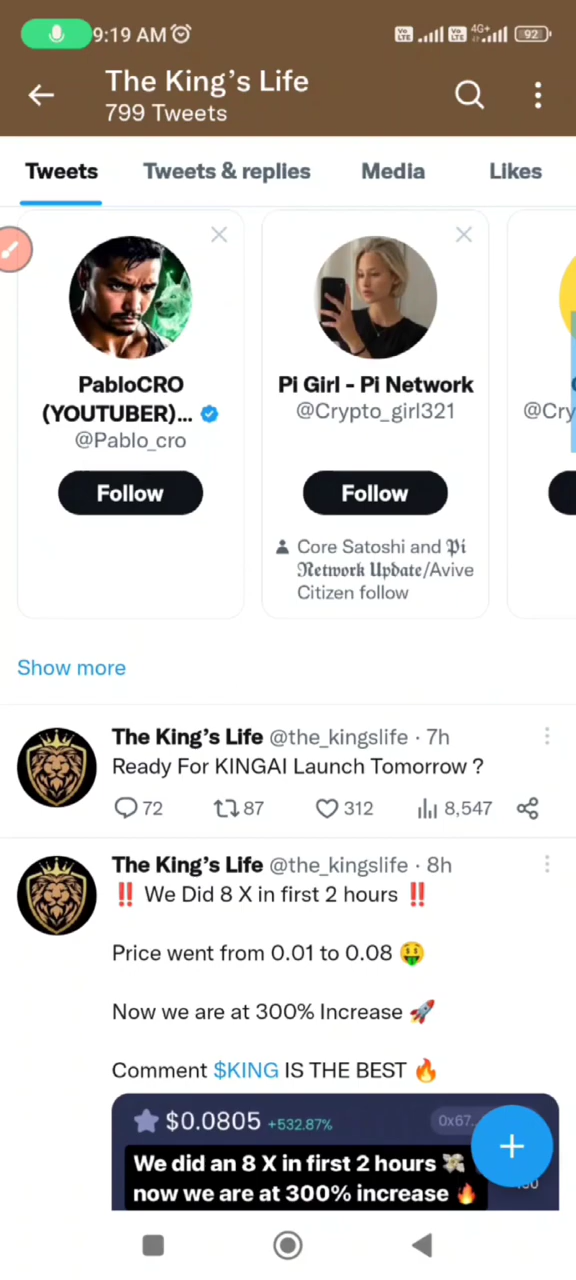 9:19 AM
4G+
92
The King's Life
799 Tweets
Tweets
Tweets & replies
Media
Likes
PabloCRO
(YOUTUBER)...
@Pablo_cro
Follow
Pi Girl - Pi Network
@Crypto_girl321
Follow
Core Satoshi and 𝕻𝖎
𝕹𝖊𝖙𝖜𝖔𝖗𝖐 𝖀𝖕𝖉𝖆𝖙𝖊/Avive
Citizen follow
@Cry
Show more
The King's Life @the_kingslife · 7h
Ready For KINGAI Launch Tomorrow ?
72 87 312 8,547
The King's Life @the_kingslife · 8h
‼️ We Did 8 X in first 2 hours ‼️
Price went from 0.01 to 0.08 🤑
Now we are at 300% Increase 🚀
Comment $KING IS THE BEST 🔥
$0.0805 +532.87% 0x67..
We did an 8 X in first 2 hours 💸
now we are at 300% increase 🔥